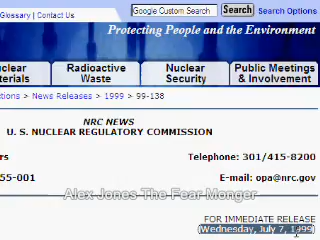 Glossary | Contact Us
Google Custom Search Search Search Options
Protecting People and the Environment
uclear Materials
Radioactive Waste
Nuclear Security
Public Meetings & Involvement
ctions > News Releases > 1999 > 99-138
NRC NEWS
U. S. NUCLEAR REGULATORY COMMISSION
rs Telephone: 301/415-8200
55-001 E-mail: opa@nrc.gov
Alex Jones The Fear Monger
FOR IMMEDIATE RELEASE
(Wednesday, July 7, 1999)